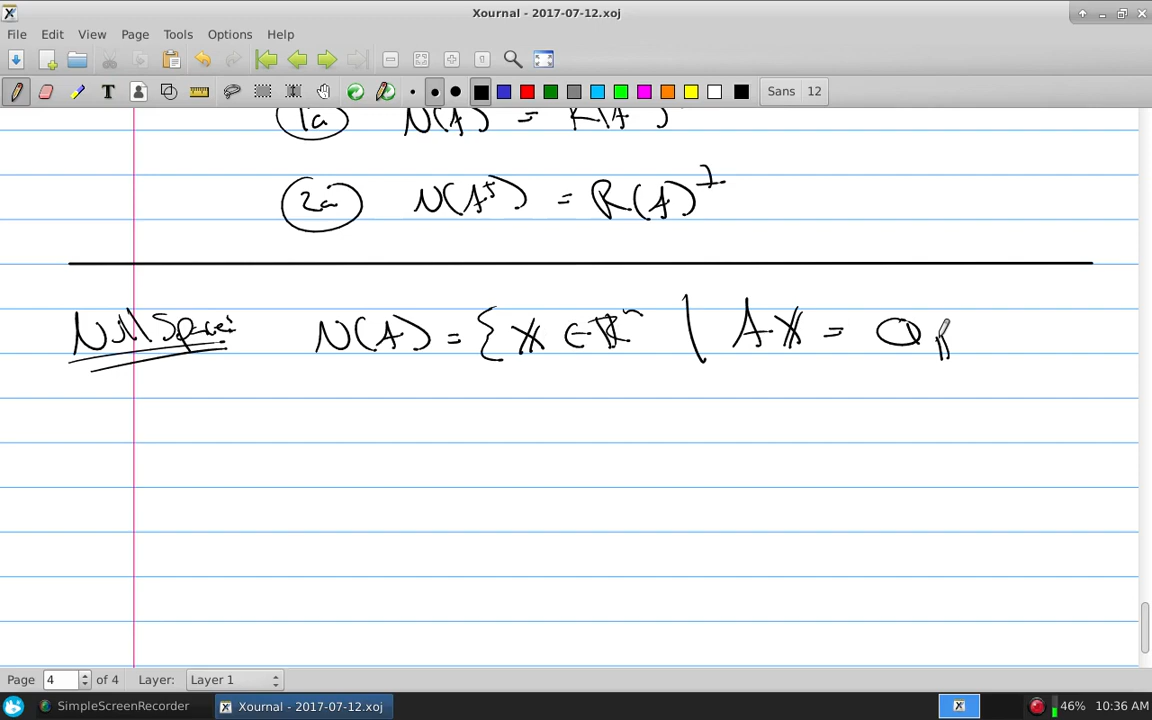 Xournal - 2017-07-12.xoj
File Edit View Page Tools Options Help
Sans 12
1a N(A) = R(A
2a N(Aᵀ) = R(A)⊥
Null Space: N(A) = { x ∈ ℝⁿ | Ax = 0
Page 4 of 4 Layer: Layer 1
SimpleScreenRecorder Xournal - 2017-07-12.xoj 46% 10:36 AM